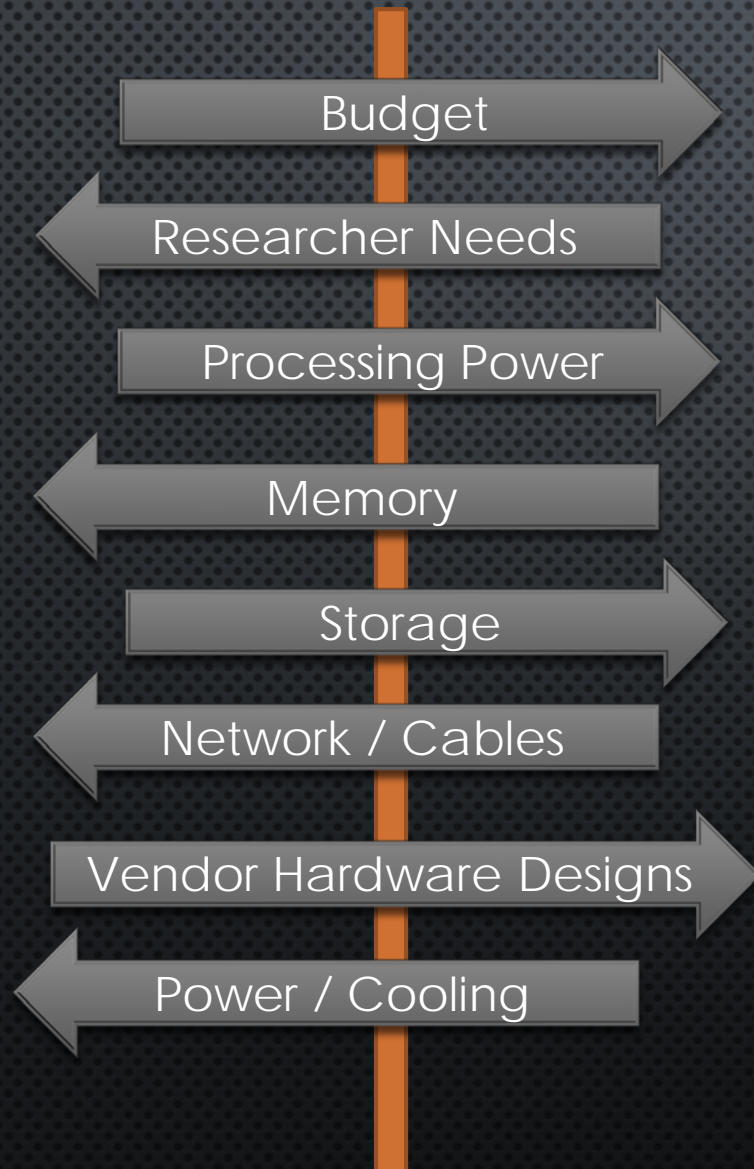 Budget
Researcher Needs
Processing Power
Memory
Storage
Network / Cables
Vendor Hardware Designs
Power / Cooling